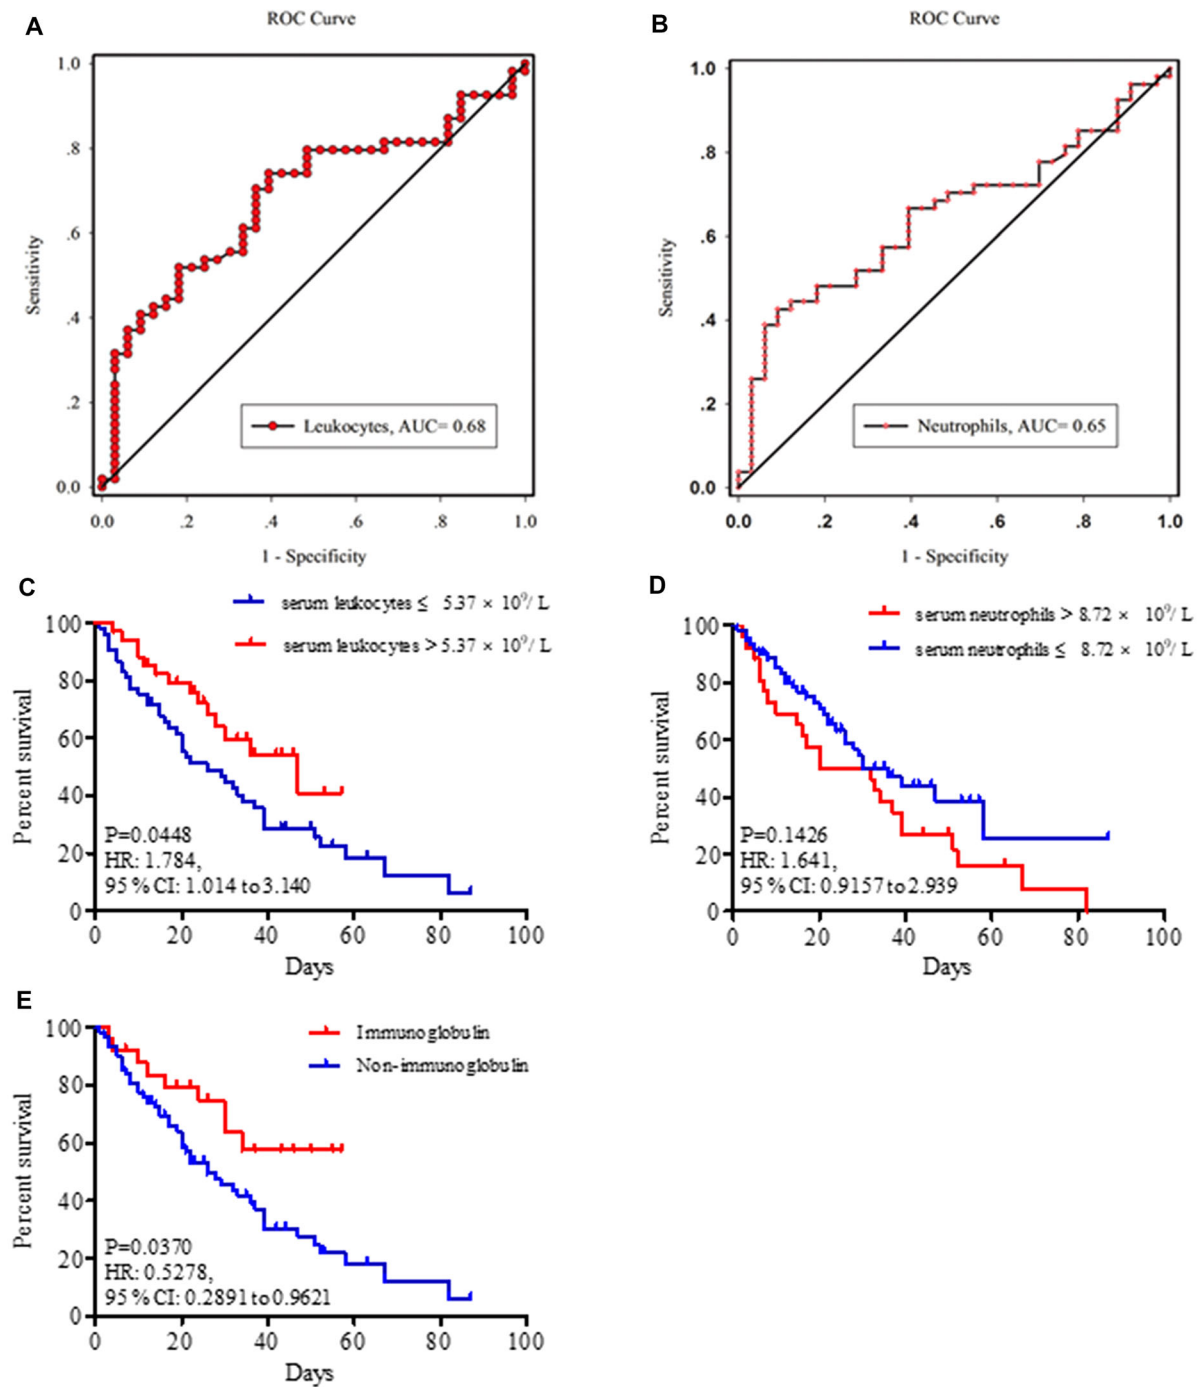 A
ROC Curve
1.0
.8
.6
.4
.2
0.0
Sensitivity
Leukocytes, AUC= 0.68
0.0 .2 .4 .6 .8 1.0
1 - Specificity
B
ROC Curve
1.0
.8
.6
.4
.2
0.0
Sensitivity
Neutrophils, AUC= 0.65
0.0 .2 .4 .6 .8 1.0
1 - Specificity
C
serum leukocytes ≤ 5.37 × 10⁹/ L
serum leukocytes > 5.37 × 10⁹/ L
100
80
60
40
20
0
Percent survival
P=0.0448
HR: 1.784,
95 % CI: 1.014 to 3.140
0 20 40 60 80 100
Days
D
serum neutrophils > 8.72 × 10⁹/ L
serum neutrophils ≤ 8.72 × 10⁹/ L
100
80
60
40
20
0
Percent survival
P=0.1426
HR: 1.641,
95 % CI: 0.9157 to 2.939
0 20 40 60 80 100
Days
E
Immunoglobulin
Non-immunoglobulin
100
80
60
40
20
0
Percent survival
P=0.0370
HR: 0.5278,
95 % CI: 0.2891 to 0.9621
0 20 40 60 80 100
Days